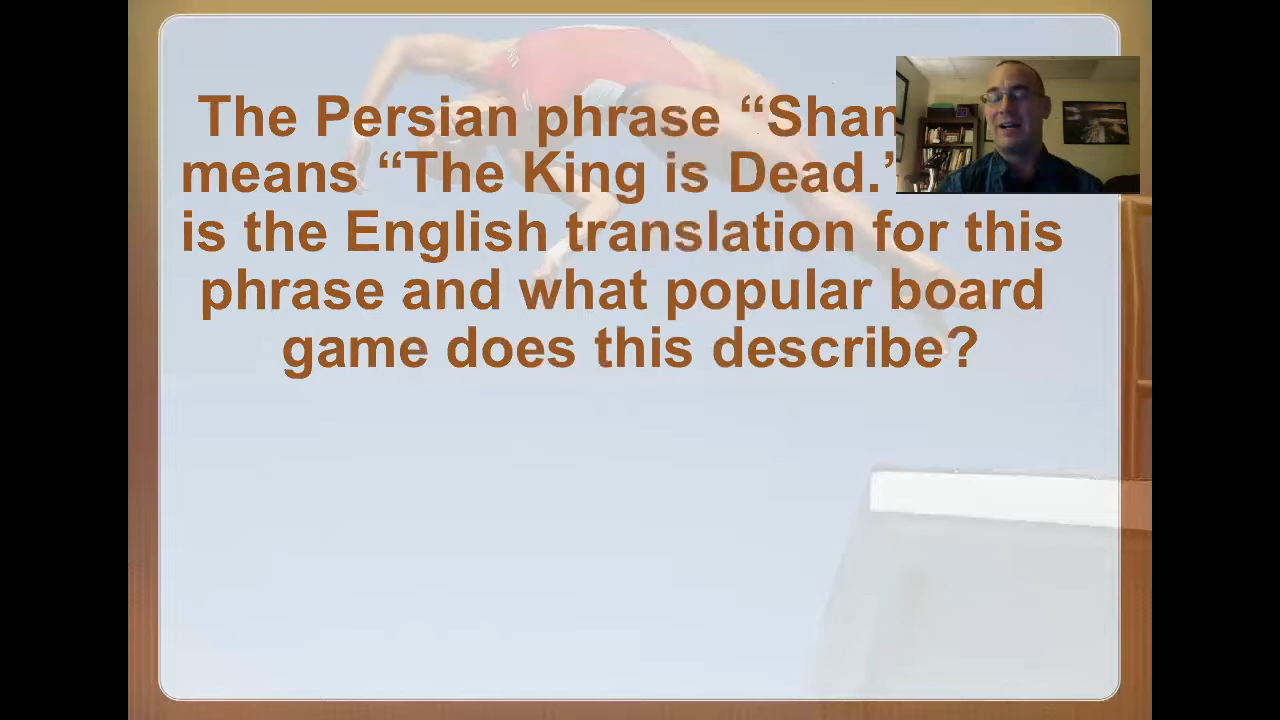 The Persian phrase “Shah
means “The King is Dead.”
is the English translation for this
phrase and what popular board
game does this describe?